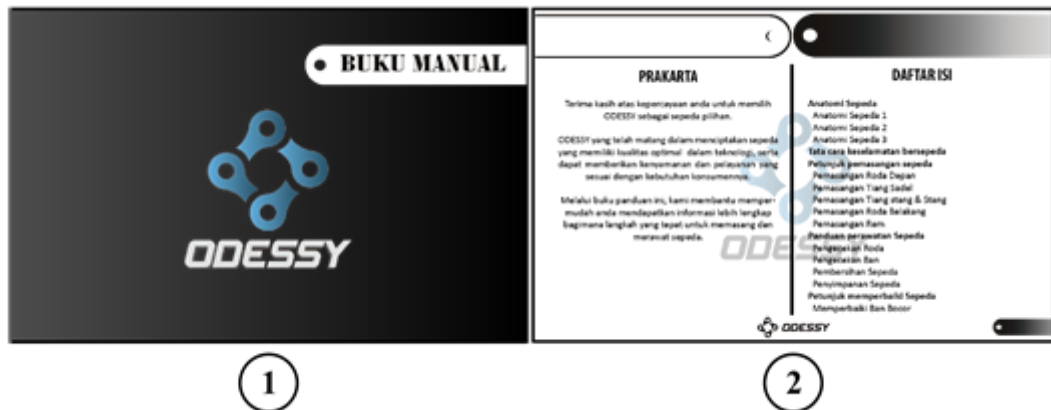 BUKU MANUAL
ODESSY
1
PRAKARTA
Terima kasih atas kepercayaan anda untuk memilih
ODESSY sebagai sepeda pilihan.
ODESSY yang telah matang dalam menciptakan sepeda
yang memiliki kualitas optimal dalam teknologi, serta
dapat memberikan kenyamanan dan pelayanan yang
sesuai dengan kebutuhan konsumennya.
Melalui buku panduan ini, kami membantu memper-
mudah anda mendapatkan informasi lebih lengkap
bagimana langkah yang tepat untuk memasang dan
merawat sepeda.
DAFTAR ISI
Anatomi Sepeda
Anatomi Sepeda 1
Anatomi Sepeda 2
Anatomi Sepeda 3
Tata cara keselamatan bersepeda
Petunjuk pemasangan sepeda
Pemasangan Roda Depan
Pemasangan Tiang Sadel
Pemasangan Tiang stang & Stang
Pemasangan Roda Belakang
Pemasangan Rem
Panduan perawatan Sepeda
Pengecekan Roda
Pengecekan Ban
Pembersihan Sepeda
Penyimpanan Sepeda
Petunjuk memperbaiki Sepeda
Memperbaiki Ban Bocor
ODESSY
ODESSY
2